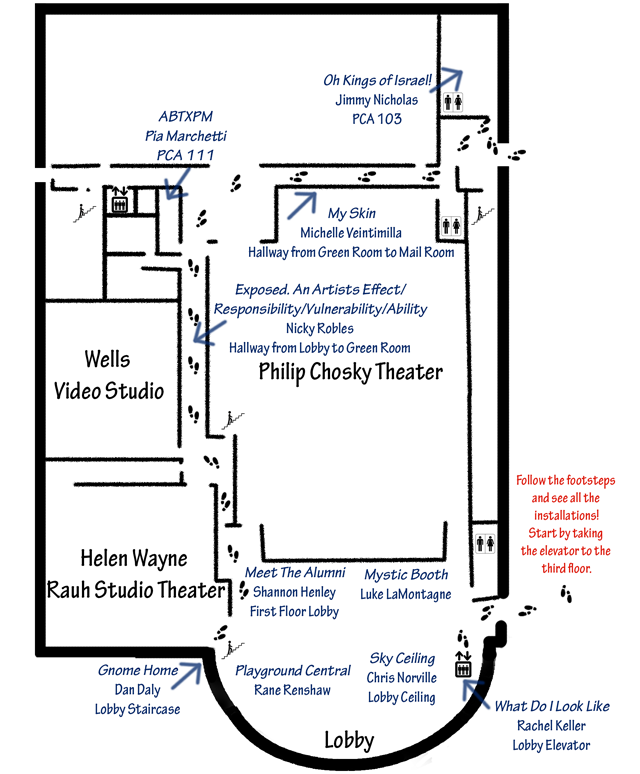 Oh Kings of Israel!
Jimmy Nicholas
PCA 103
ABTXPM
Pia Marchetti
PCA 111
My Skin
Michelle Veintimilla
Hallway from Green Room to Mail Room
Exposed. An Artists Effect/
Responsibility/Vulnerability/Ability
Nicky Robles
Hallway from Lobby to Green Room
Wells
Video Studio
Philip Chosky Theater
Follow the footsteps
and see all the
installations!
Start by taking
the elevator to the
third floor.
Helen Wayne
Rauh Studio Theater
Meet The Alumni
Shannon Henley
First Floor Lobby
Mystic Booth
Luke LaMontagne
Gnome Home
Dan Daly
Lobby Staircase
Playground Central
Rane Renshaw
Sky Ceiling
Chris Norville
Lobby Ceiling
What Do I Look Like
Rachel Keller
Lobby Elevator
Lobby